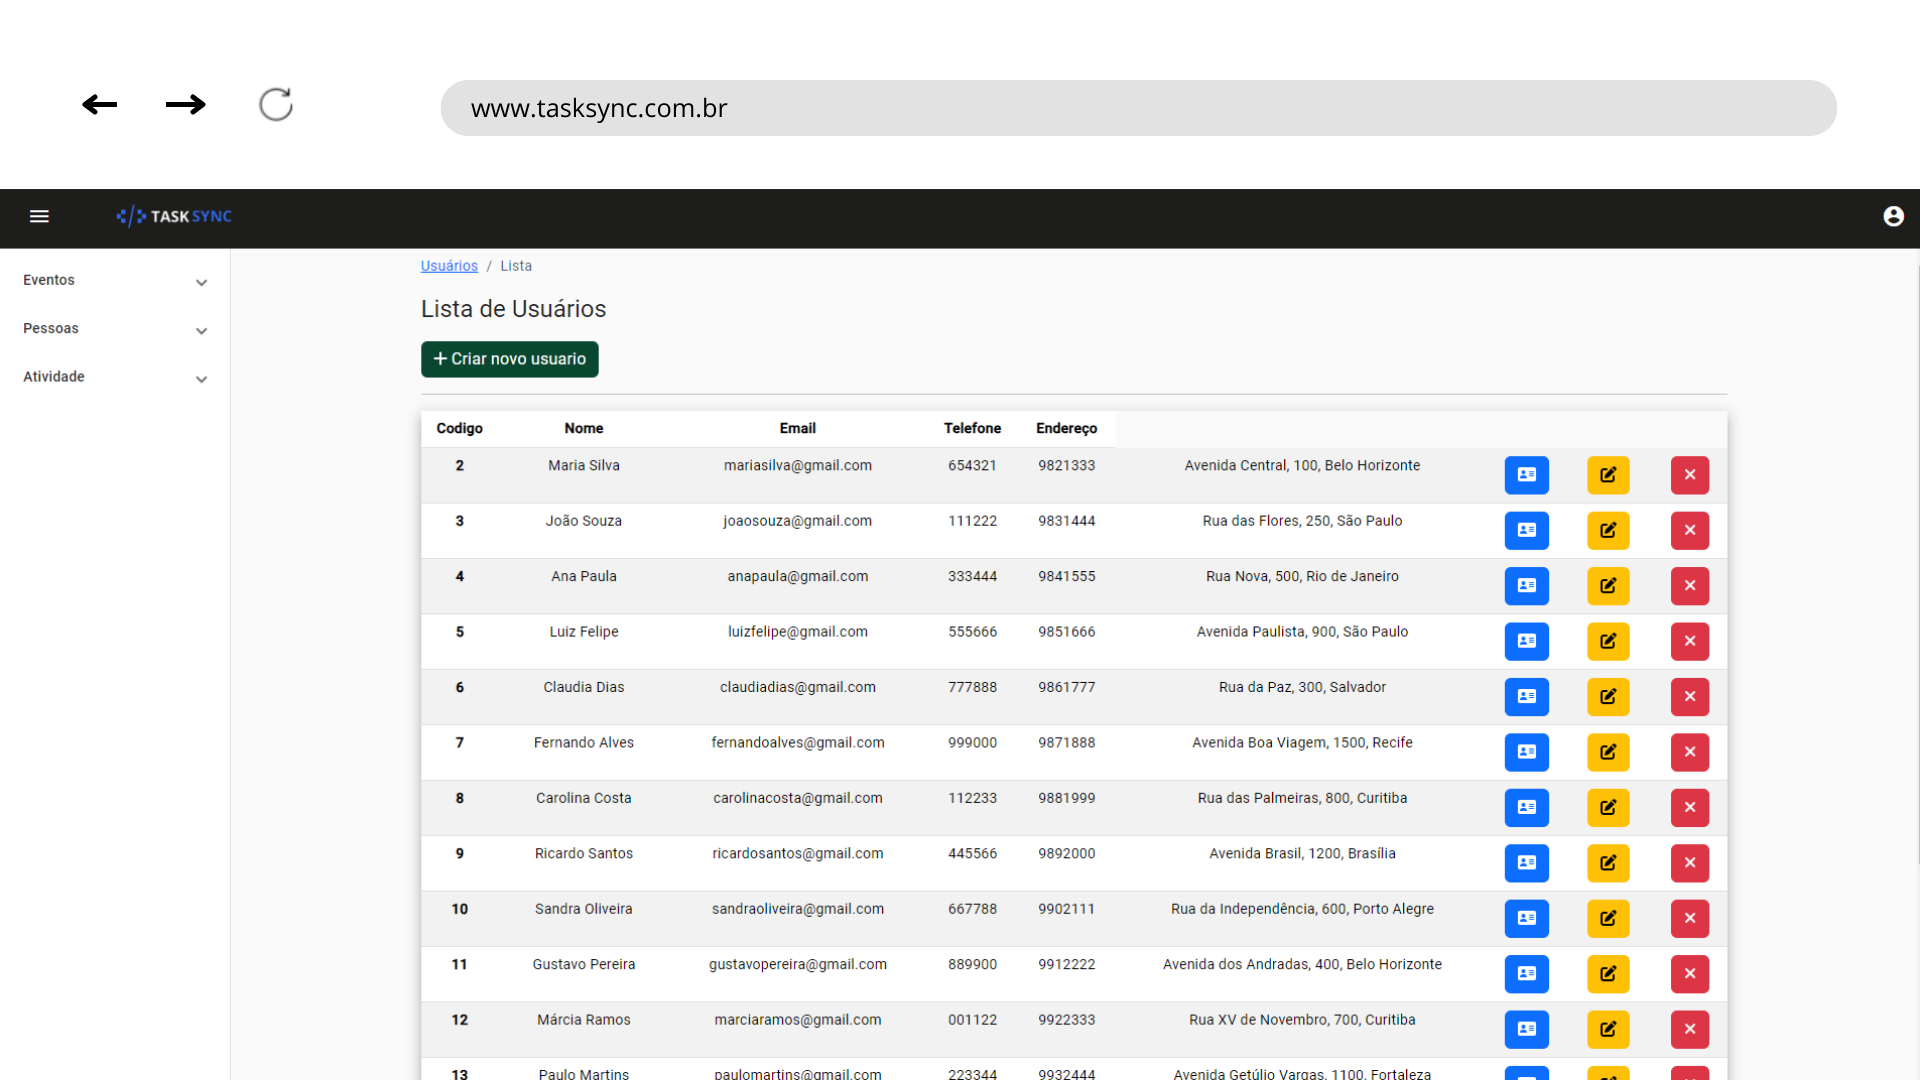 www.tasksync.com.br
TASK SYNC
Eventos
Pessoas
Atividade
Usuários / Lista
Lista de Usuários
+ Criar novo usuario
Codigo Nome Email Telefone Endereço
2 Maria Silva mariasilva@gmail.com 654321 9821333 Avenida Central, 100, Belo Horizonte
3 João Souza joaosouza@gmail.com 111222 9831444 Rua das Flores, 250, São Paulo
4 Ana Paula anapaula@gmail.com 333444 9841555 Rua Nova, 500, Rio de Janeiro
5 Luiz Felipe luizfelipe@gmail.com 555666 9851666 Avenida Paulista, 900, São Paulo
6 Claudia Dias claudiadias@gmail.com 777888 9861777 Rua da Paz, 300, Salvador
7 Fernando Alves fernandoalves@gmail.com 999000 9871888 Avenida Boa Viagem, 1500, Recife
8 Carolina Costa carolinacosta@gmail.com 112233 9881999 Rua das Palmeiras, 800, Curitiba
9 Ricardo Santos ricardosantos@gmail.com 445566 9892000 Avenida Brasil, 1200, Brasília
10 Sandra Oliveira sandraoliveira@gmail.com 667788 9902111 Rua da Independência, 600, Porto Alegre
11 Gustavo Pereira gustavopereira@gmail.com 889900 9912222 Avenida dos Andradas, 400, Belo Horizonte
12 Márcia Ramos marciaramos@gmail.com 001122 9922333 Rua XV de Novembro, 700, Curitiba
13 Paulo Martins paulomartins@gmail.com 223344 9932444 Avenida Getúlio Vargas, 1100, Fortaleza